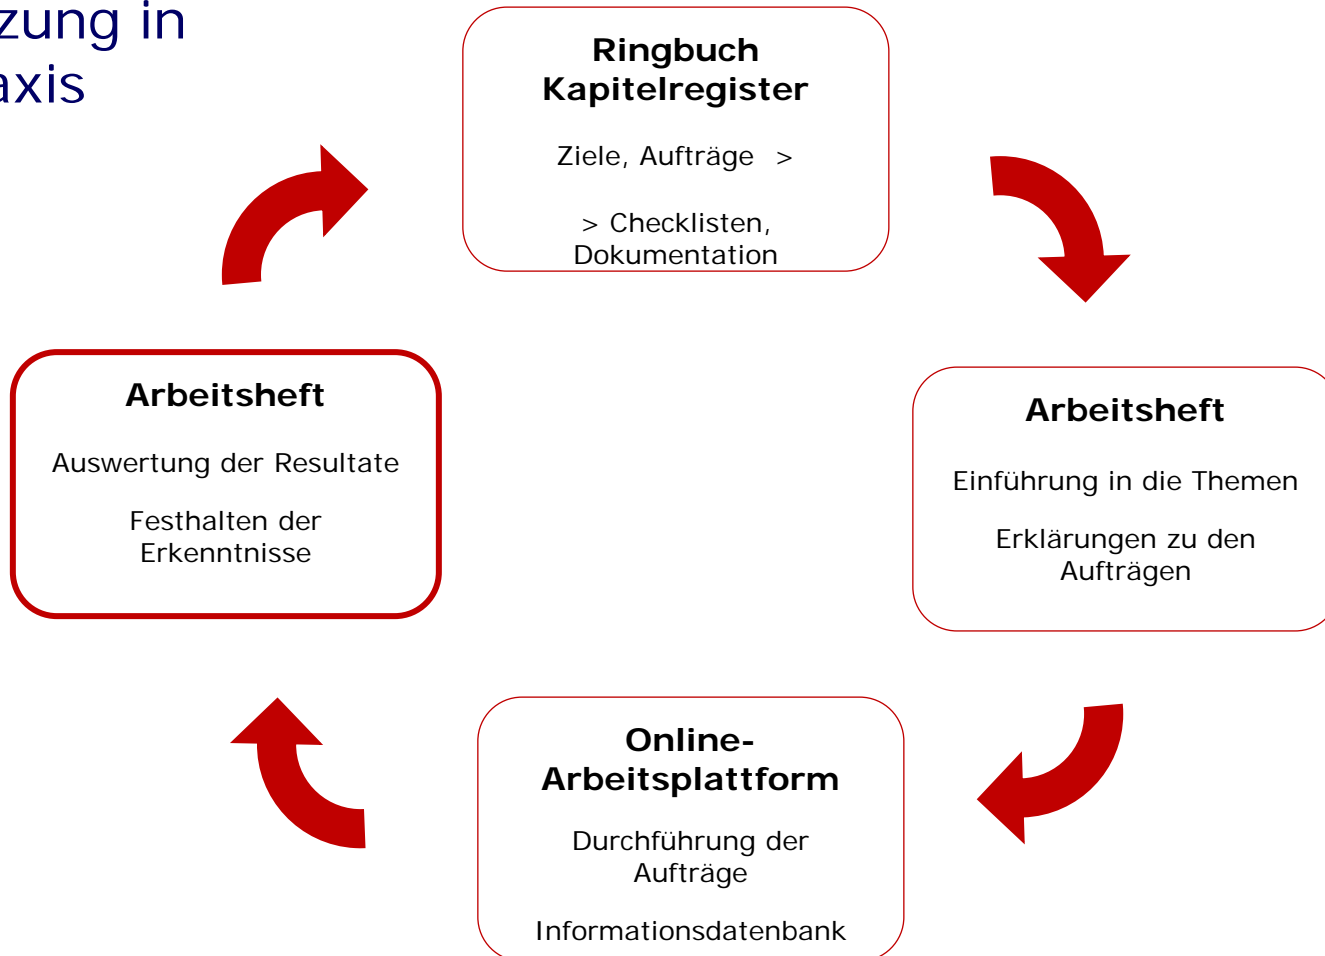 zung in
axis
Ringbuch
Kapitelregister
Ziele, Aufträge >
> Checklisten,
Dokumentation
Arbeitsheft
Einführung in die Themen
Erklärungen zu den
Aufträgen
Online-
Arbeitsplattform
Durchführung der
Aufträge
Informationsdatenbank
Arbeitsheft
Auswertung der Resultate
Festhalten der
Erkenntnisse